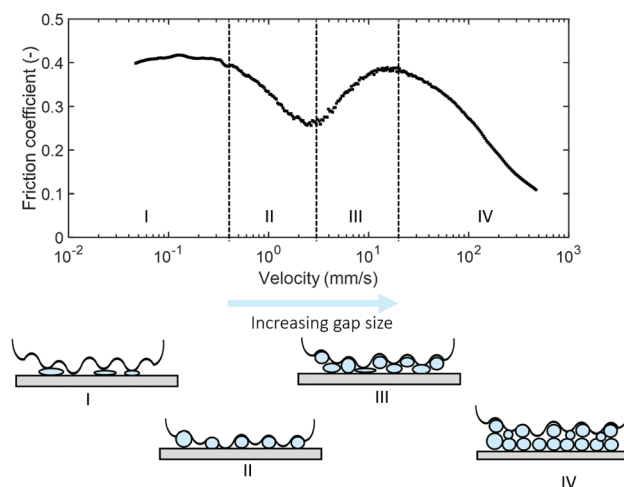 0.5
0.4
0.3
0.2
0.1
0
Friction coefficient (-)
I II III IV
10⁻² 10⁻¹ 10⁰ 10¹ 10² 10³
Velocity (mm/s)
Increasing gap size
I
III
II
IV